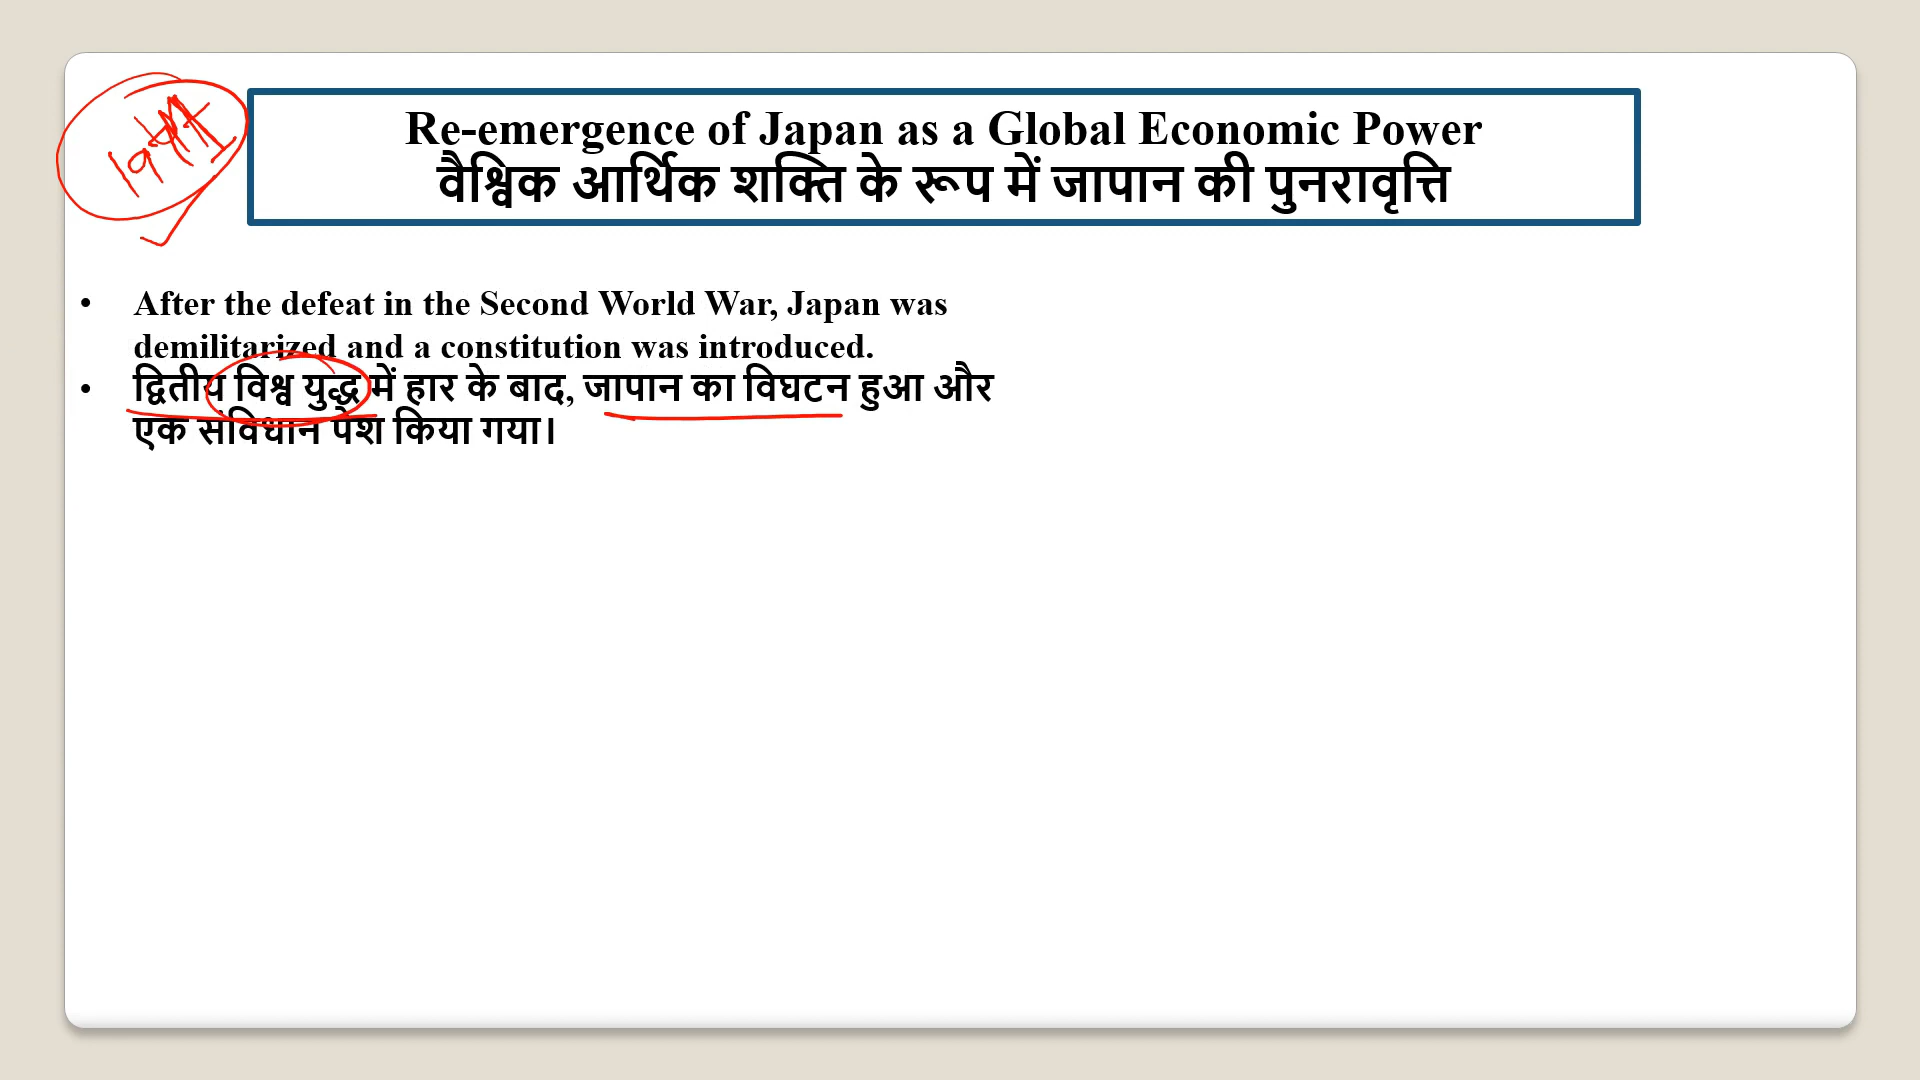 Re-emergence of Japan as a Global Economic Power
वैश्विक आर्थिक शक्ति के रूप में जापान की पुनरावृत्ति
• After the defeat in the Second World War, Japan was
demilitarized and a constitution was introduced.
• द्वितीय विश्व युद्ध में हार के बाद, जापान का विघटन हुआ और
एक संविधान पेश किया गया।